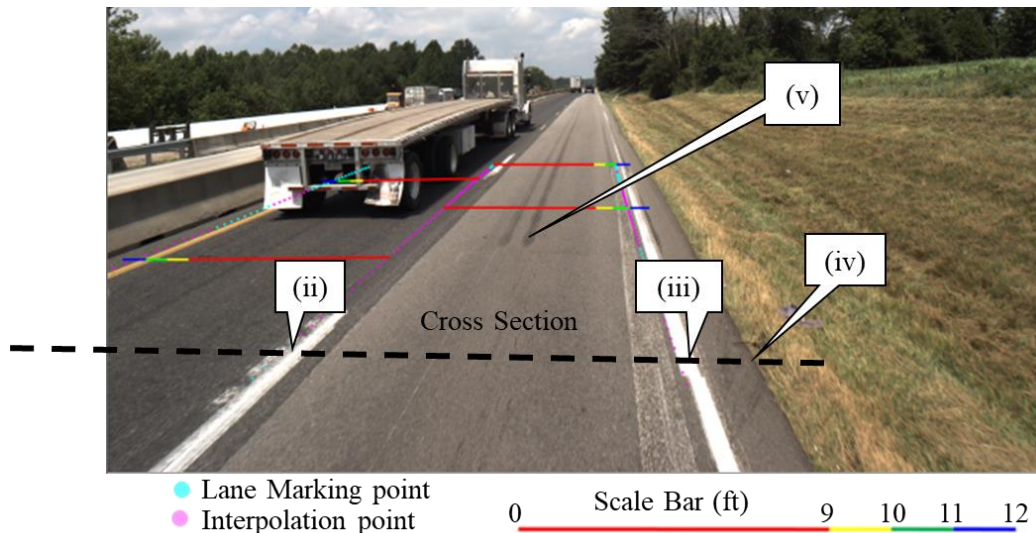 (v)
(iv)
(ii)
(iii)
Cross Section
Lane Marking point
Interpolation point
Scale Bar (ft)
0 9 10 11 12